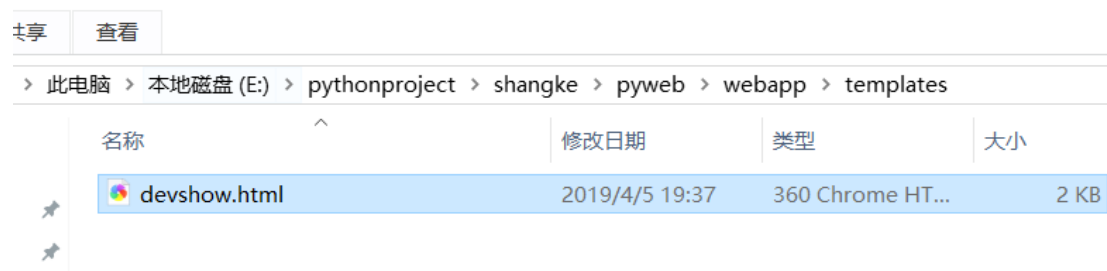 共享 查看
> 此电脑 > 本地磁盘 (E:) > pythonproject > shangke > pyweb > webapp > templates
名称 修改日期 类型 大小
devshow.html 2019/4/5 19:37 360 Chrome HT... 2 KB